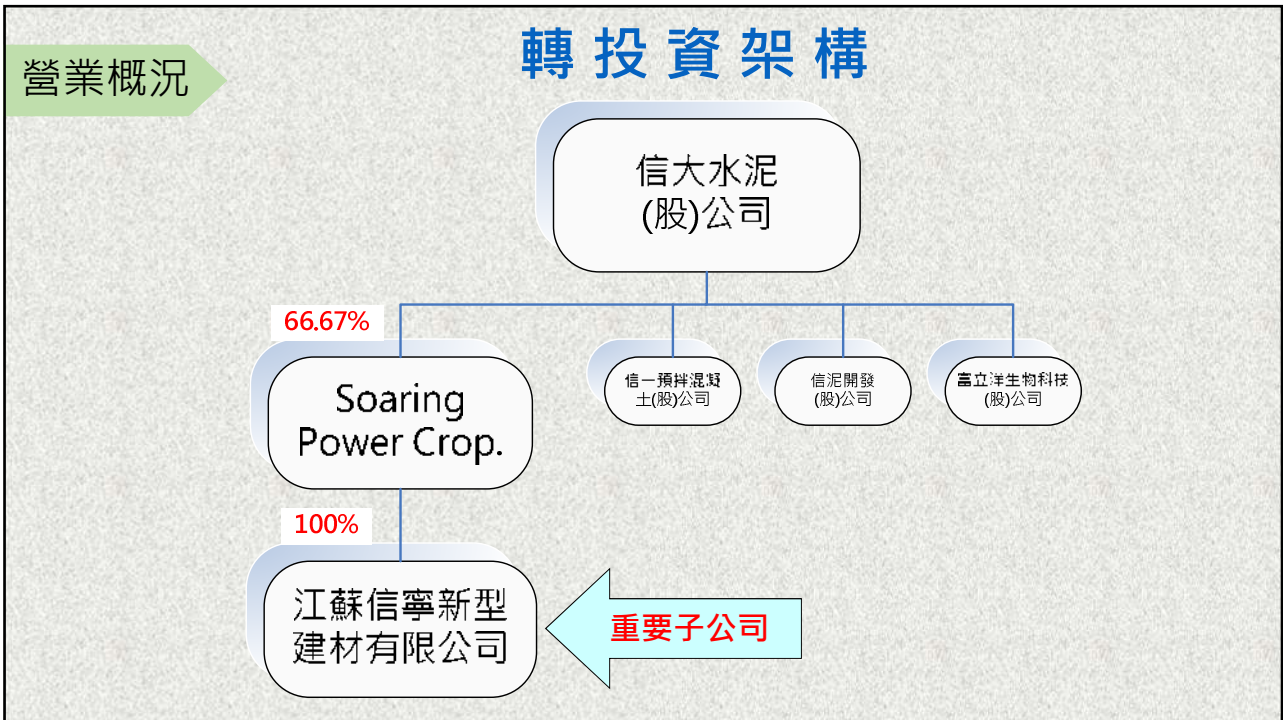 轉投資架構
營業概況
信大水泥
(股)公司
66.67%
Soaring
Power Crop.
信一預拌混凝
土(股)公司
信泥開發
(股)公司
富立洋生物科技
(股)公司
100%
江蘇信寧新型
建材有限公司
重要子公司